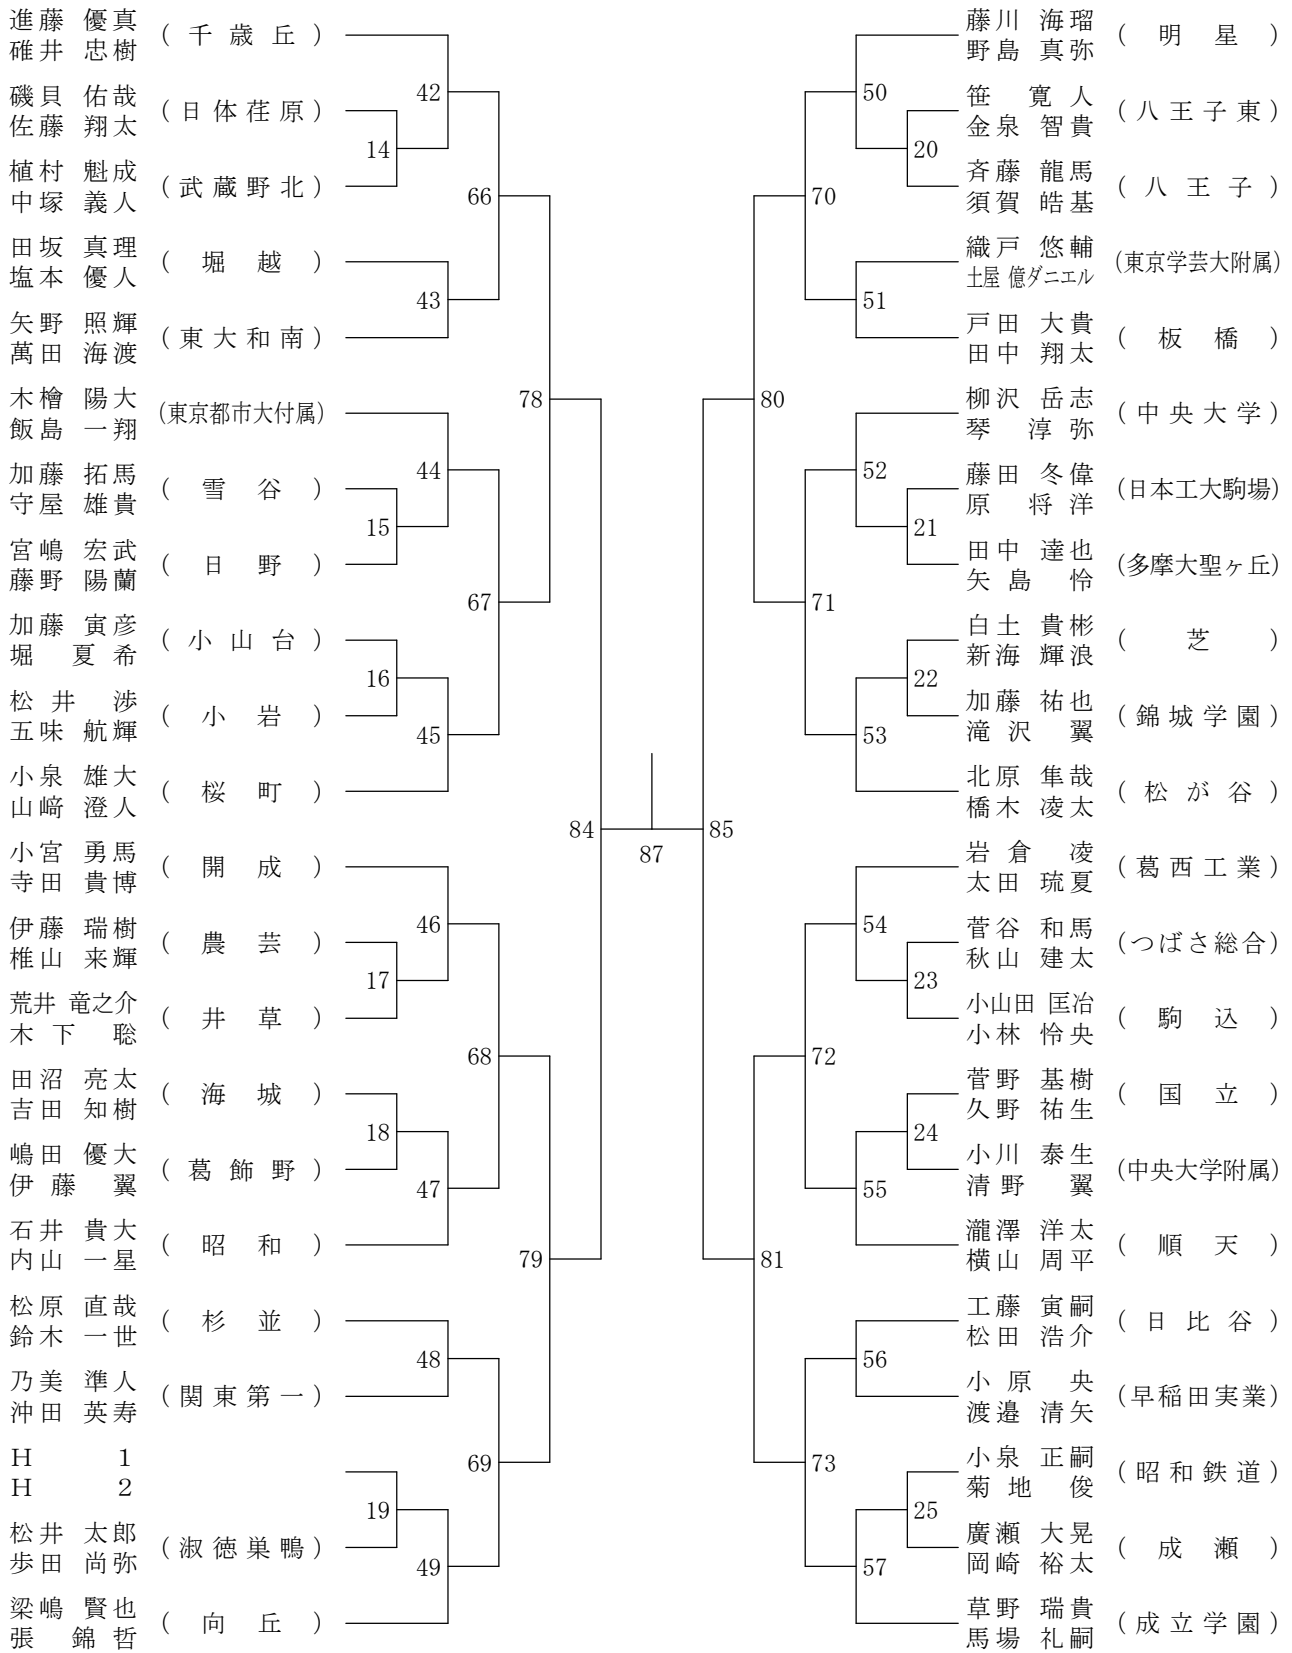 進藤 優真
碓井 忠樹
(千歳丘)
磯貝 佑哉
佐藤 翔太
(日体荏原)
植村 魁成
中塚 義人
(武蔵野北)
田坂 真理
塩本 優人
(堀越)
矢野 照輝
萬田 海渡
(東大和南)
木檜 陽大
飯島 一翔
(東京都市大付属)
加藤 拓馬
守屋 雄貴
(雪谷)
宮嶋 宏武
藤野 陽蘭
(日野)
加藤 寅彦
堀 夏希
(小山台)
松井 渉
五味 航輝
(小岩)
小泉 雄大
山﨑 澄人
(桜町)
小宮 勇馬
寺田 貴博
(開成)
伊藤 瑞樹
椎山 来輝
(農芸)
荒井 竜之介
木下 聡
(井草)
田沼 亮太
吉田 知樹
(海城)
嶋田 優大
伊藤 翼
(葛飾野)
石井 貴大
内山 一星
(昭和)
松原 直哉
鈴木 一世
(杉並)
乃美 準人
沖田 英寿
(関東第一)
H 1
H 2
松井 太郎
歩田 尚弥
(淑徳巣鴨)
梁嶋 賢也
張 錦哲
(向丘)
42
14
66
43
78
44
15
67
16
45
84
46
17
68
18
47
79
48
69
19
49
87
85
50
20
70
51
80
52
21
71
22
53
54
23
72
24
55
81
56
73
25
57
藤川 海瑠
野島 真弥
(明星)
笹 寛人
金泉 智貴
(八王子東)
斉藤 龍馬
須賀 皓基
(八王子)
織戸 悠輔
土屋 億ダニエル
(東京学芸大附属)
戸田 大貴
田中 翔太
(板橋)
柳沢 岳志
琴 淳弥
(中央大学)
藤田 冬偉
原 将洋
(日本工大駒場)
田中 達也
矢島 怜
(多摩大聖ヶ丘)
白土 貴彬
新海 輝浪
(芝)
加藤 祐也
滝沢 翼
(錦城学園)
北原 隼哉
橋木 凌太
(松が谷)
岩倉 凌
太田 琉夏
(葛西工業)
菅谷 和馬
秋山 建太
(つばさ総合)
小山田 匡冶
小林 怜央
(駒込)
菅野 基樹
久野 祐生
(国立)
小川 泰生
清野 翼
(中央大学附属)
瀧澤 洋太
横山 周平
(順天)
工藤 寅嗣
松田 浩介
(日比谷)
小原 央
渡邉 清矢
(早稲田実業)
小泉 正嗣
菊地 俊
(昭和鉄道)
廣瀬 大晃
岡崎 裕太
(成瀬)
草野 瑞貴
馬場 礼嗣
(成立学園)